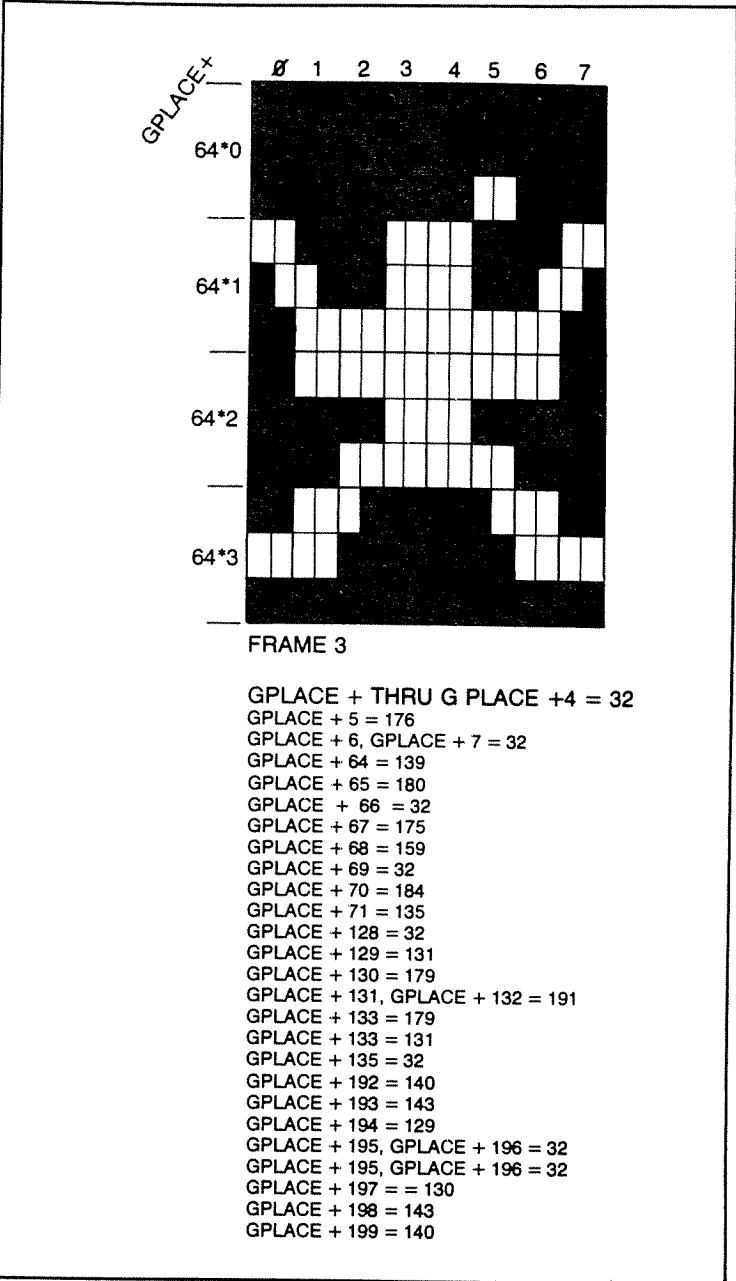 GPLACE+
0 1 2 3 4 5 6 7
64*0
64*1
64*2
64*3
FRAME 3
GPLACE + THRU G PLACE +4 = 32
GPLACE + 5 = 176
GPLACE + 6, GPLACE + 7 = 32
GPLACE + 64 = 139
GPLACE + 65 = 180
GPLACE + 66 = 32
GPLACE + 67 = 175
GPLACE + 68 = 159
GPLACE + 69 = 32
GPLACE + 70 = 184
GPLACE + 71 = 135
GPLACE + 128 = 32
GPLACE + 129 = 131
GPLACE + 130 = 179
GPLACE + 131, GPLACE + 132 = 191
GPLACE + 133 = 179
GPLACE + 133 = 131
GPLACE + 135 = 32
GPLACE + 192 = 140
GPLACE + 193 = 143
GPLACE + 194 = 129
GPLACE + 195, GPLACE + 196 = 32
GPLACE + 195, GPLACE + 196 = 32
GPLACE + 197 = = 130
GPLACE + 198 = 143
GPLACE + 199 = 140